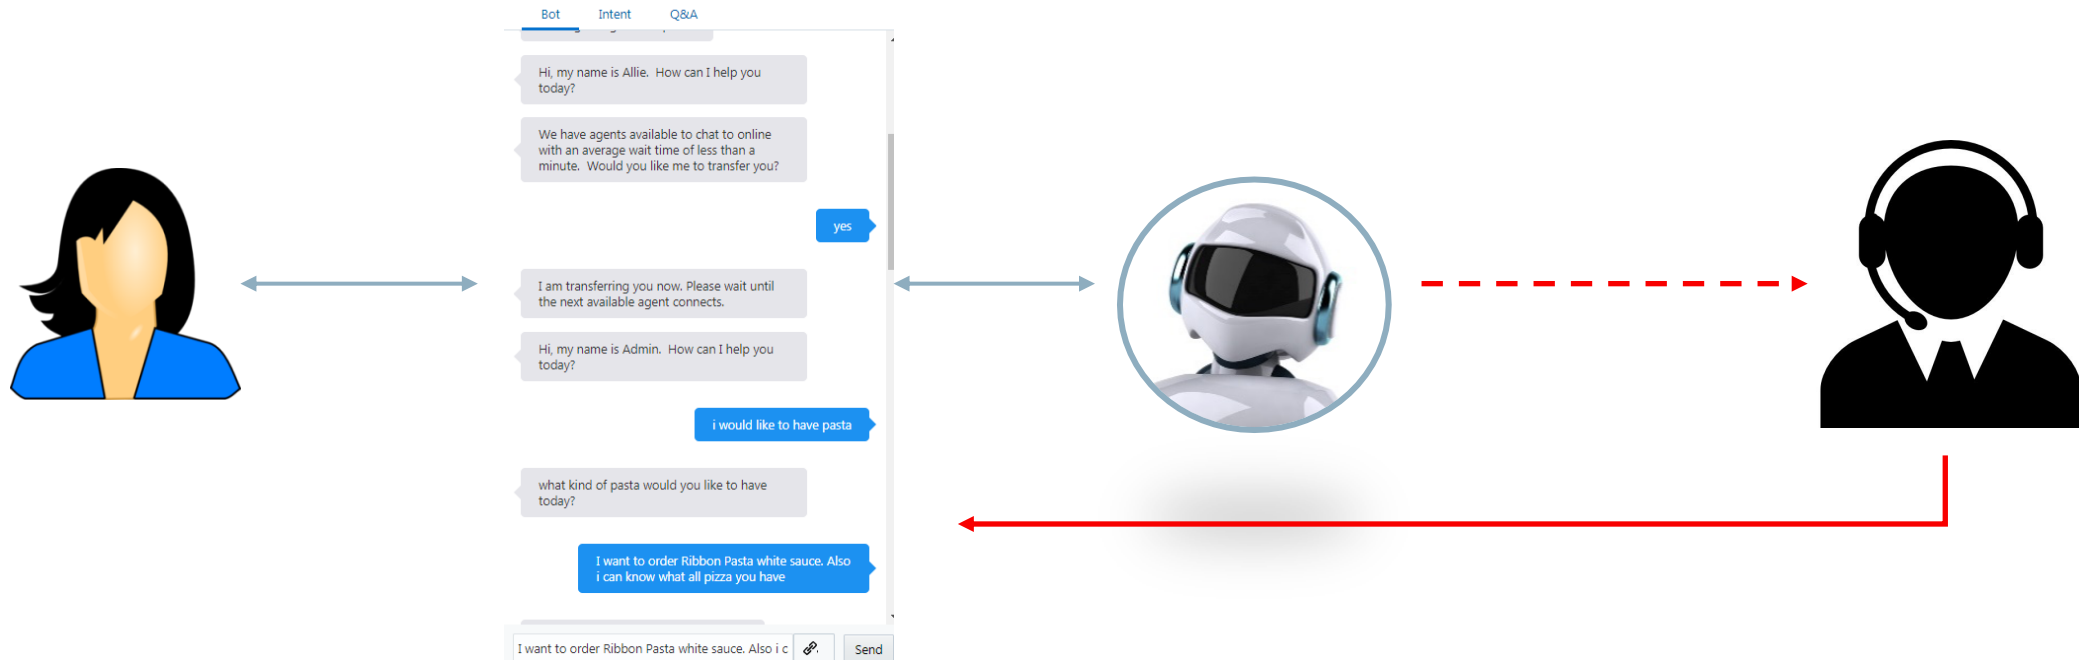 Bot Intent Q&A
Hi, my name is Allie. How can I help you
today?
We have agents available to chat to online
with an average wait time of less than a
minute. Would you like me to transfer you?
yes
I am transferring you now. Please wait until
the next available agent connects.
Hi, my name is Admin. How can I help you
today?
i would like to have pasta
what kind of pasta would you like to have
today?
I want to order Ribbon Pasta white sauce. Also
i can know what all pizza you have
I want to order Ribbon Pasta white sauce. Also i c
Send